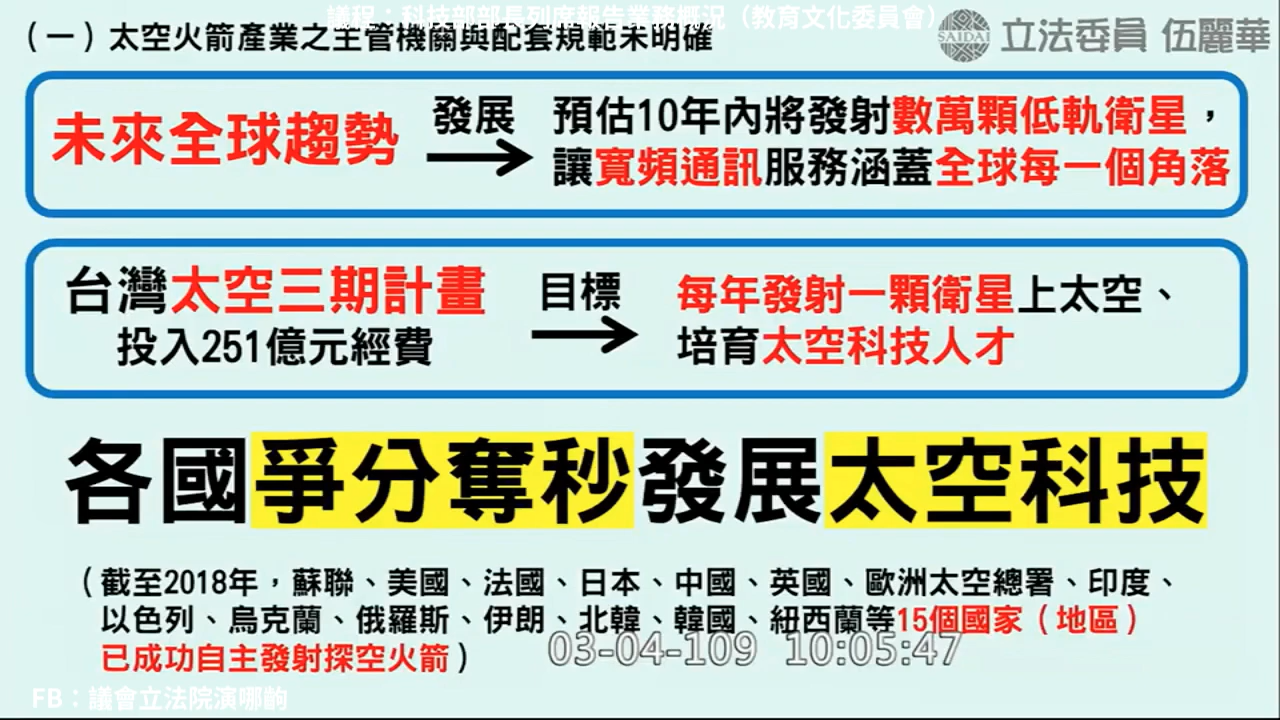 議程：科技部部長列席報告業務概況（教育文化委員會）
（一）太空火箭產業之主管機關與配套規範未明確
SAIDAI
立法委員 伍麗華
未來全球趨勢
發展
預估10年內將發射數萬顆低軌衛星，
讓寬頻通訊服務涵蓋全球每一個角落
台灣太空三期計畫
投入251億元經費
目標
每年發射一顆衛星上太空、
培育太空科技人才
各國爭分奪秒發展太空科技
（截至2018年，蘇聯、美國、法國、日本、中國、英國、歐洲太空總署、印度、
以色列、烏克蘭、俄羅斯、伊朗、北韓、韓國、紐西蘭等15個國家（地區）
已成功自主發射探空火箭）
03-04-109 10:05:47
FB：議會立法院演哪齣